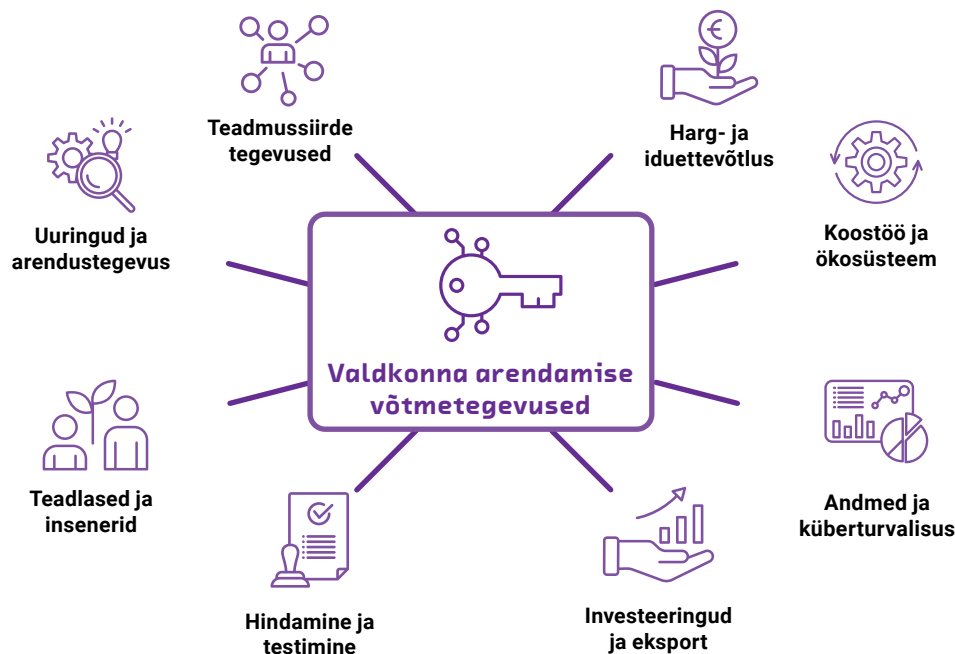 Teadmussiirde
tegevused
Harg- ja
iduettevõtlus
Uuringud ja
arendustegevus
Koostöö ja
ökosüsteem
Valdkonna arendamise
võtmetegevused
Teadlased ja
insenerid
Andmed ja
küberturvalisus
Hindamine ja
testimine
Investeeringud
ja eksport